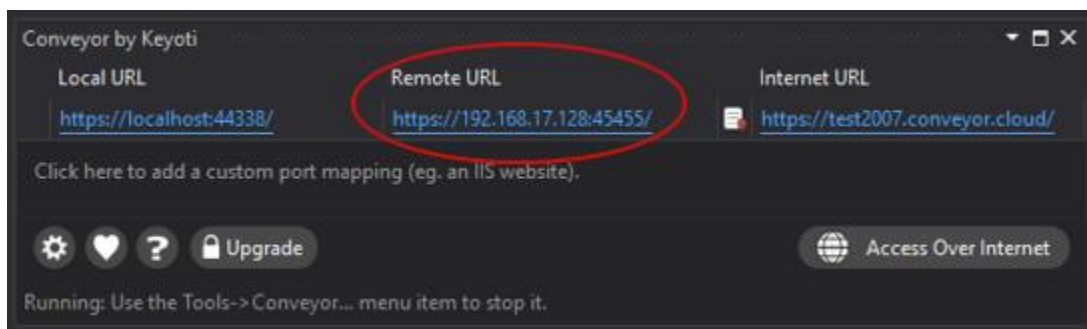 Conveyor by Keyoti
Local URL Remote URL Internet URL
https://localhost:44338/ https://192.168.17.128:45455/ https://test2007.conveyor.cloud/
Click here to add a custom port mapping (eg. an IIS website).
? Upgrade Access Over Internet
Running: Use the Tools->Conveyor... menu item to stop it.